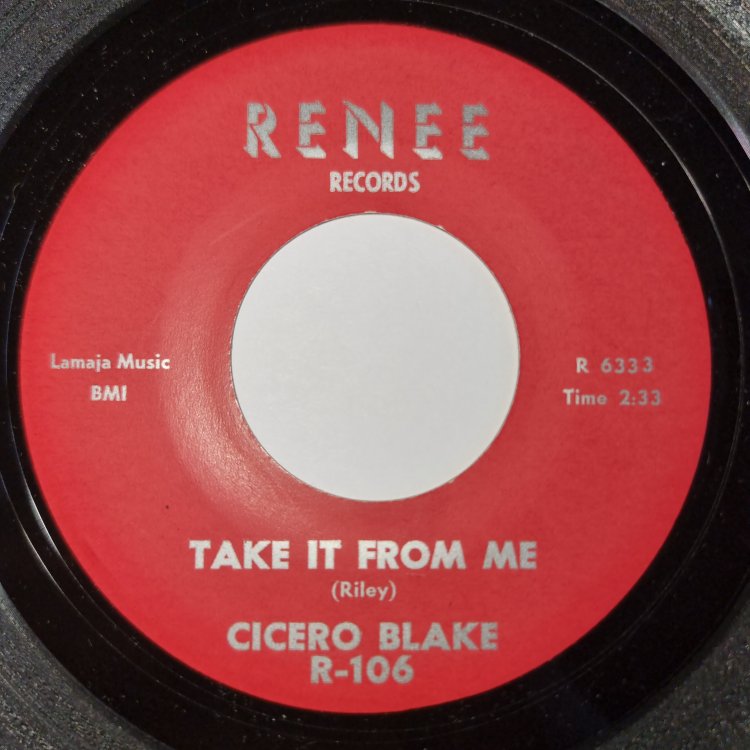 RENEE
RECORDS
Lamaja Music
BMI
R 6333
Time 2:33
TAKE IT FROM ME
(Riley)
CICERO BLAKE
R-106